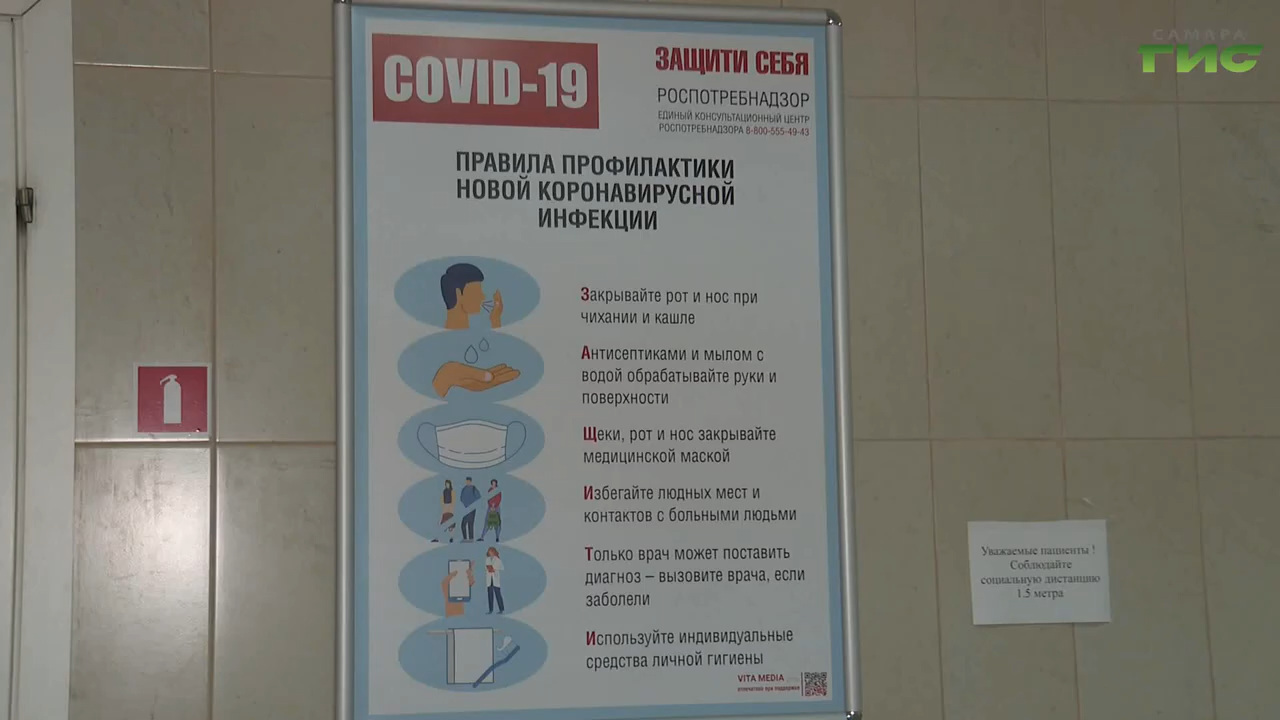 САМАРА
ГИС
COVID-19
ЗАЩИТИ СЕБЯ
РОСПОТРЕБНАДЗОР
ЕДИНЫЙ КОНСУЛЬТАЦИОННЫЙ ЦЕНТР
РОСПОТРЕБНАДЗОРА 8-800-555-49-43
ПРАВИЛА ПРОФИЛАКТИКИ
НОВОЙ КОРОНАВИРУСНОЙ
ИНФЕКЦИИ
Закрывайте рот и нос при
чихании и кашле
Антисептиками и мылом с
водой обрабатывайте руки и
поверхности
Щеки, рот и нос закрывайте
медицинской маской
Избегайте людных мест и
контактов с больными людьми
Только врач может поставить
диагноз – вызовите врача, если
заболели
Используйте индивидуальные
средства личной гигиены
VITA MEDIA
отпечатано при поддержке
Уважаемые пациенты !
Соблюдайте
социальную дистанцию
1.5 метра